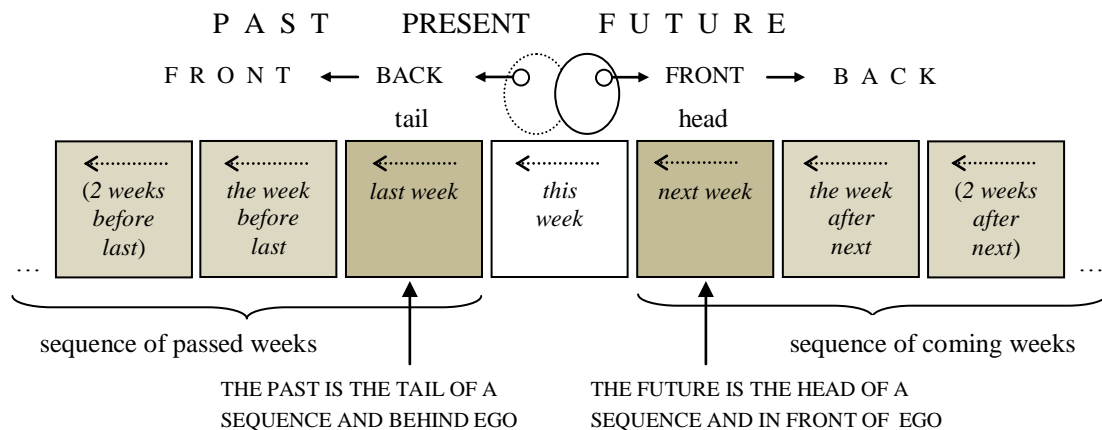 P A S T PRESENT F U T U R E
F R O N T BACK FRONT B A C K
tail head
(2 weeks before last)
the week before last
last week
this week
next week
the week after next
(2 weeks after next)
… …
sequence of passed weeks sequence of coming weeks
THE PAST IS THE TAIL OF A
SEQUENCE AND BEHIND EGO
THE FUTURE IS THE HEAD OF A
SEQUENCE AND IN FRONT OF EGO